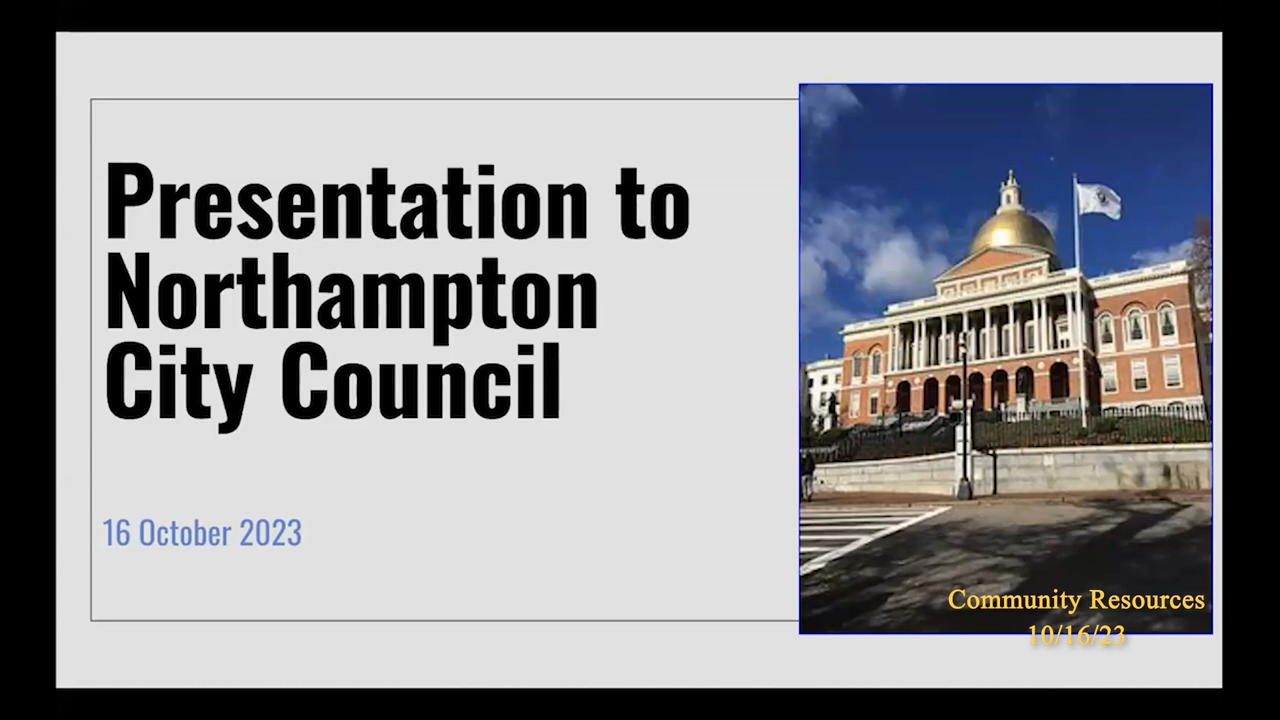 Presentation to
Northampton
City Council
16 October 2023
Community Resources
10/16/23